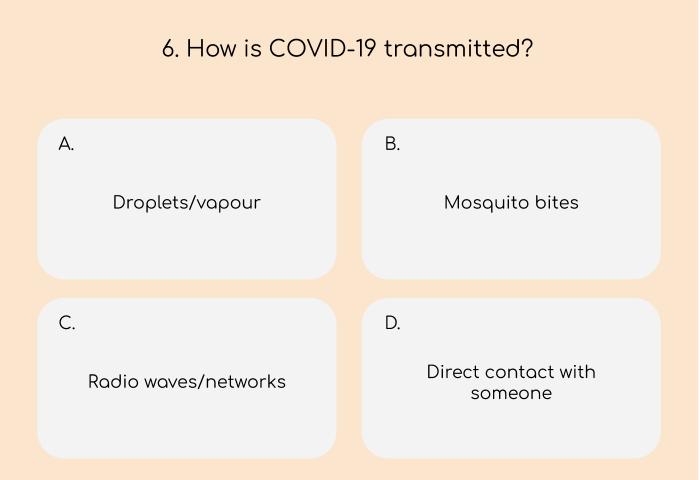 6. How is COVID-19 transmitted?
A.
Droplets/vapour
B.
Mosquito bites
C.
Radio waves/networks
D.
Direct contact with
someone